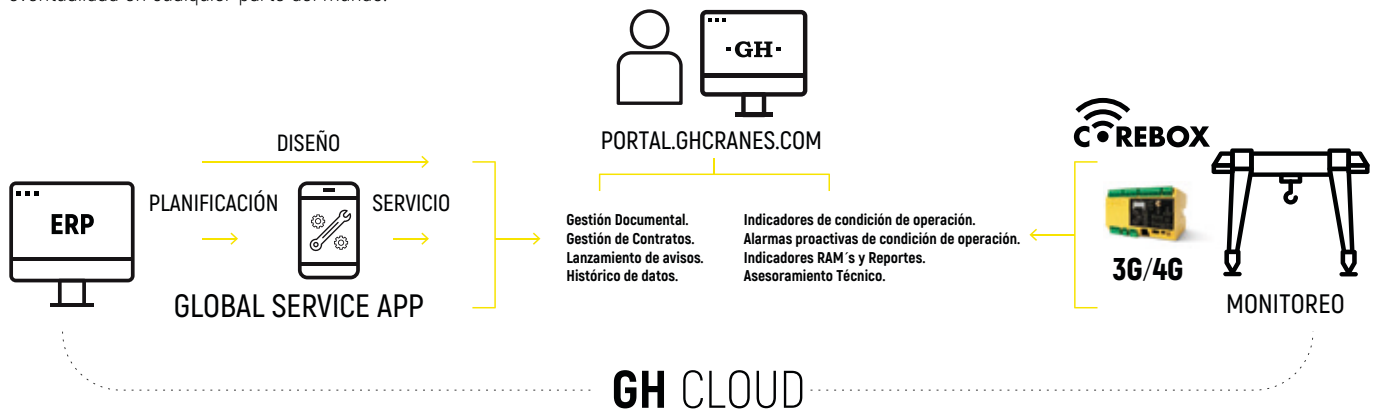 ·GH·
PORTAL.GHCRANES.COM
DISEÑO
ERP
PLANIFICACIÓN
SERVICIO
GLOBAL SERVICE APP
Gestión Documental.
Gestión de Contratos.
Lanzamiento de avisos.
Histórico de datos.
Indicadores de condición de operación.
Alarmas proactivas de condición de operación.
Indicadores RAM´s y Reportes.
Asesoramiento Técnico.
COREBOX
3G/4G
MONITOREO
GH CLOUD